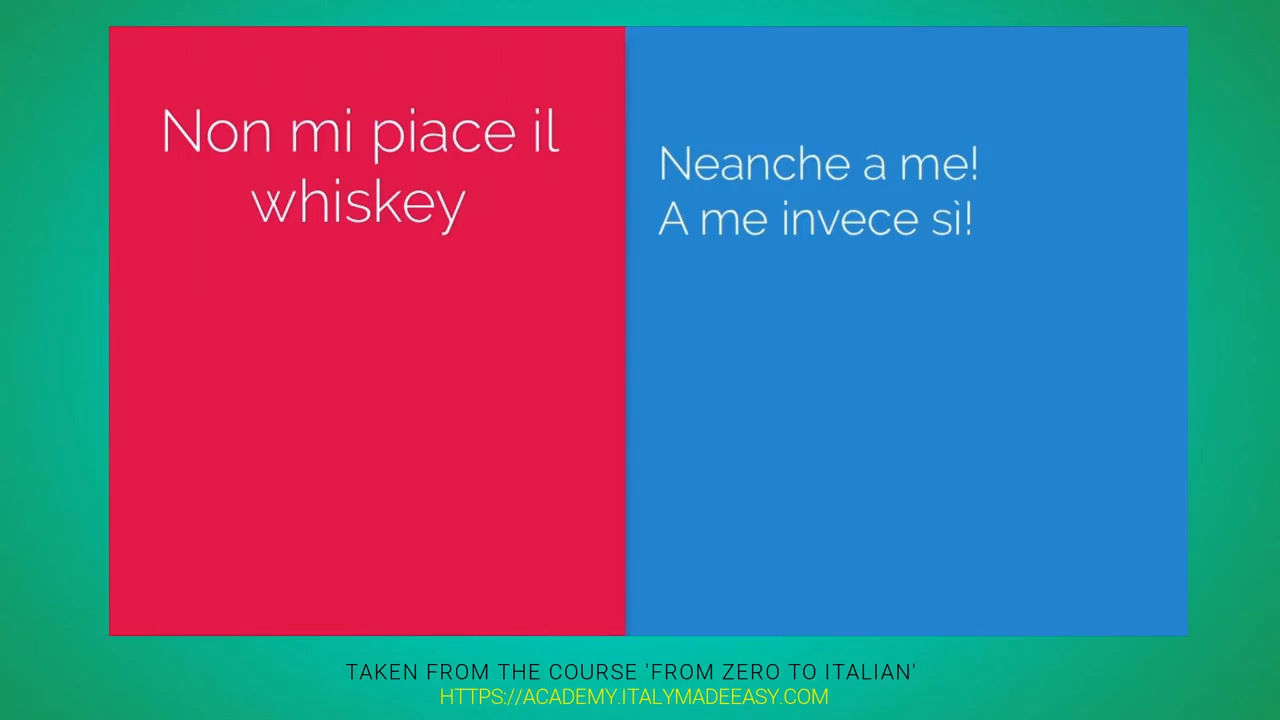 Non mi piace il
whiskey
Neanche a me!
A me invece sì!
TAKEN FROM THE COURSE 'FROM ZERO TO ITALIAN'
HTTPS://ACADEMY.ITALYMADEEASY.COM